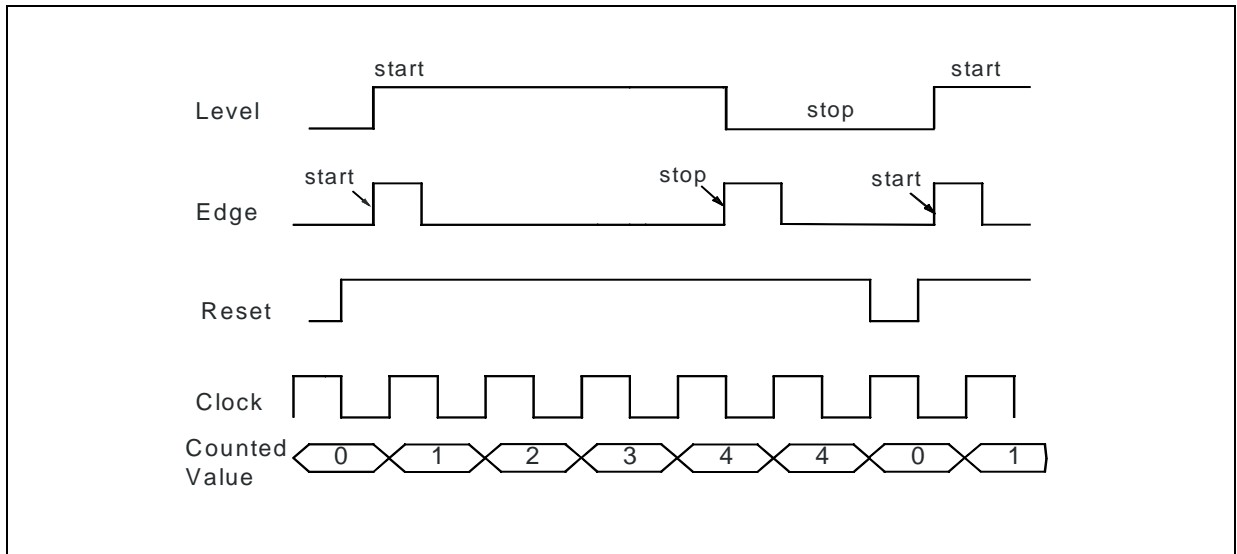 start start
Level stop
start stop start
Edge
Reset
Clock
Counted 0 1 2 3 4 4 0 1
Value